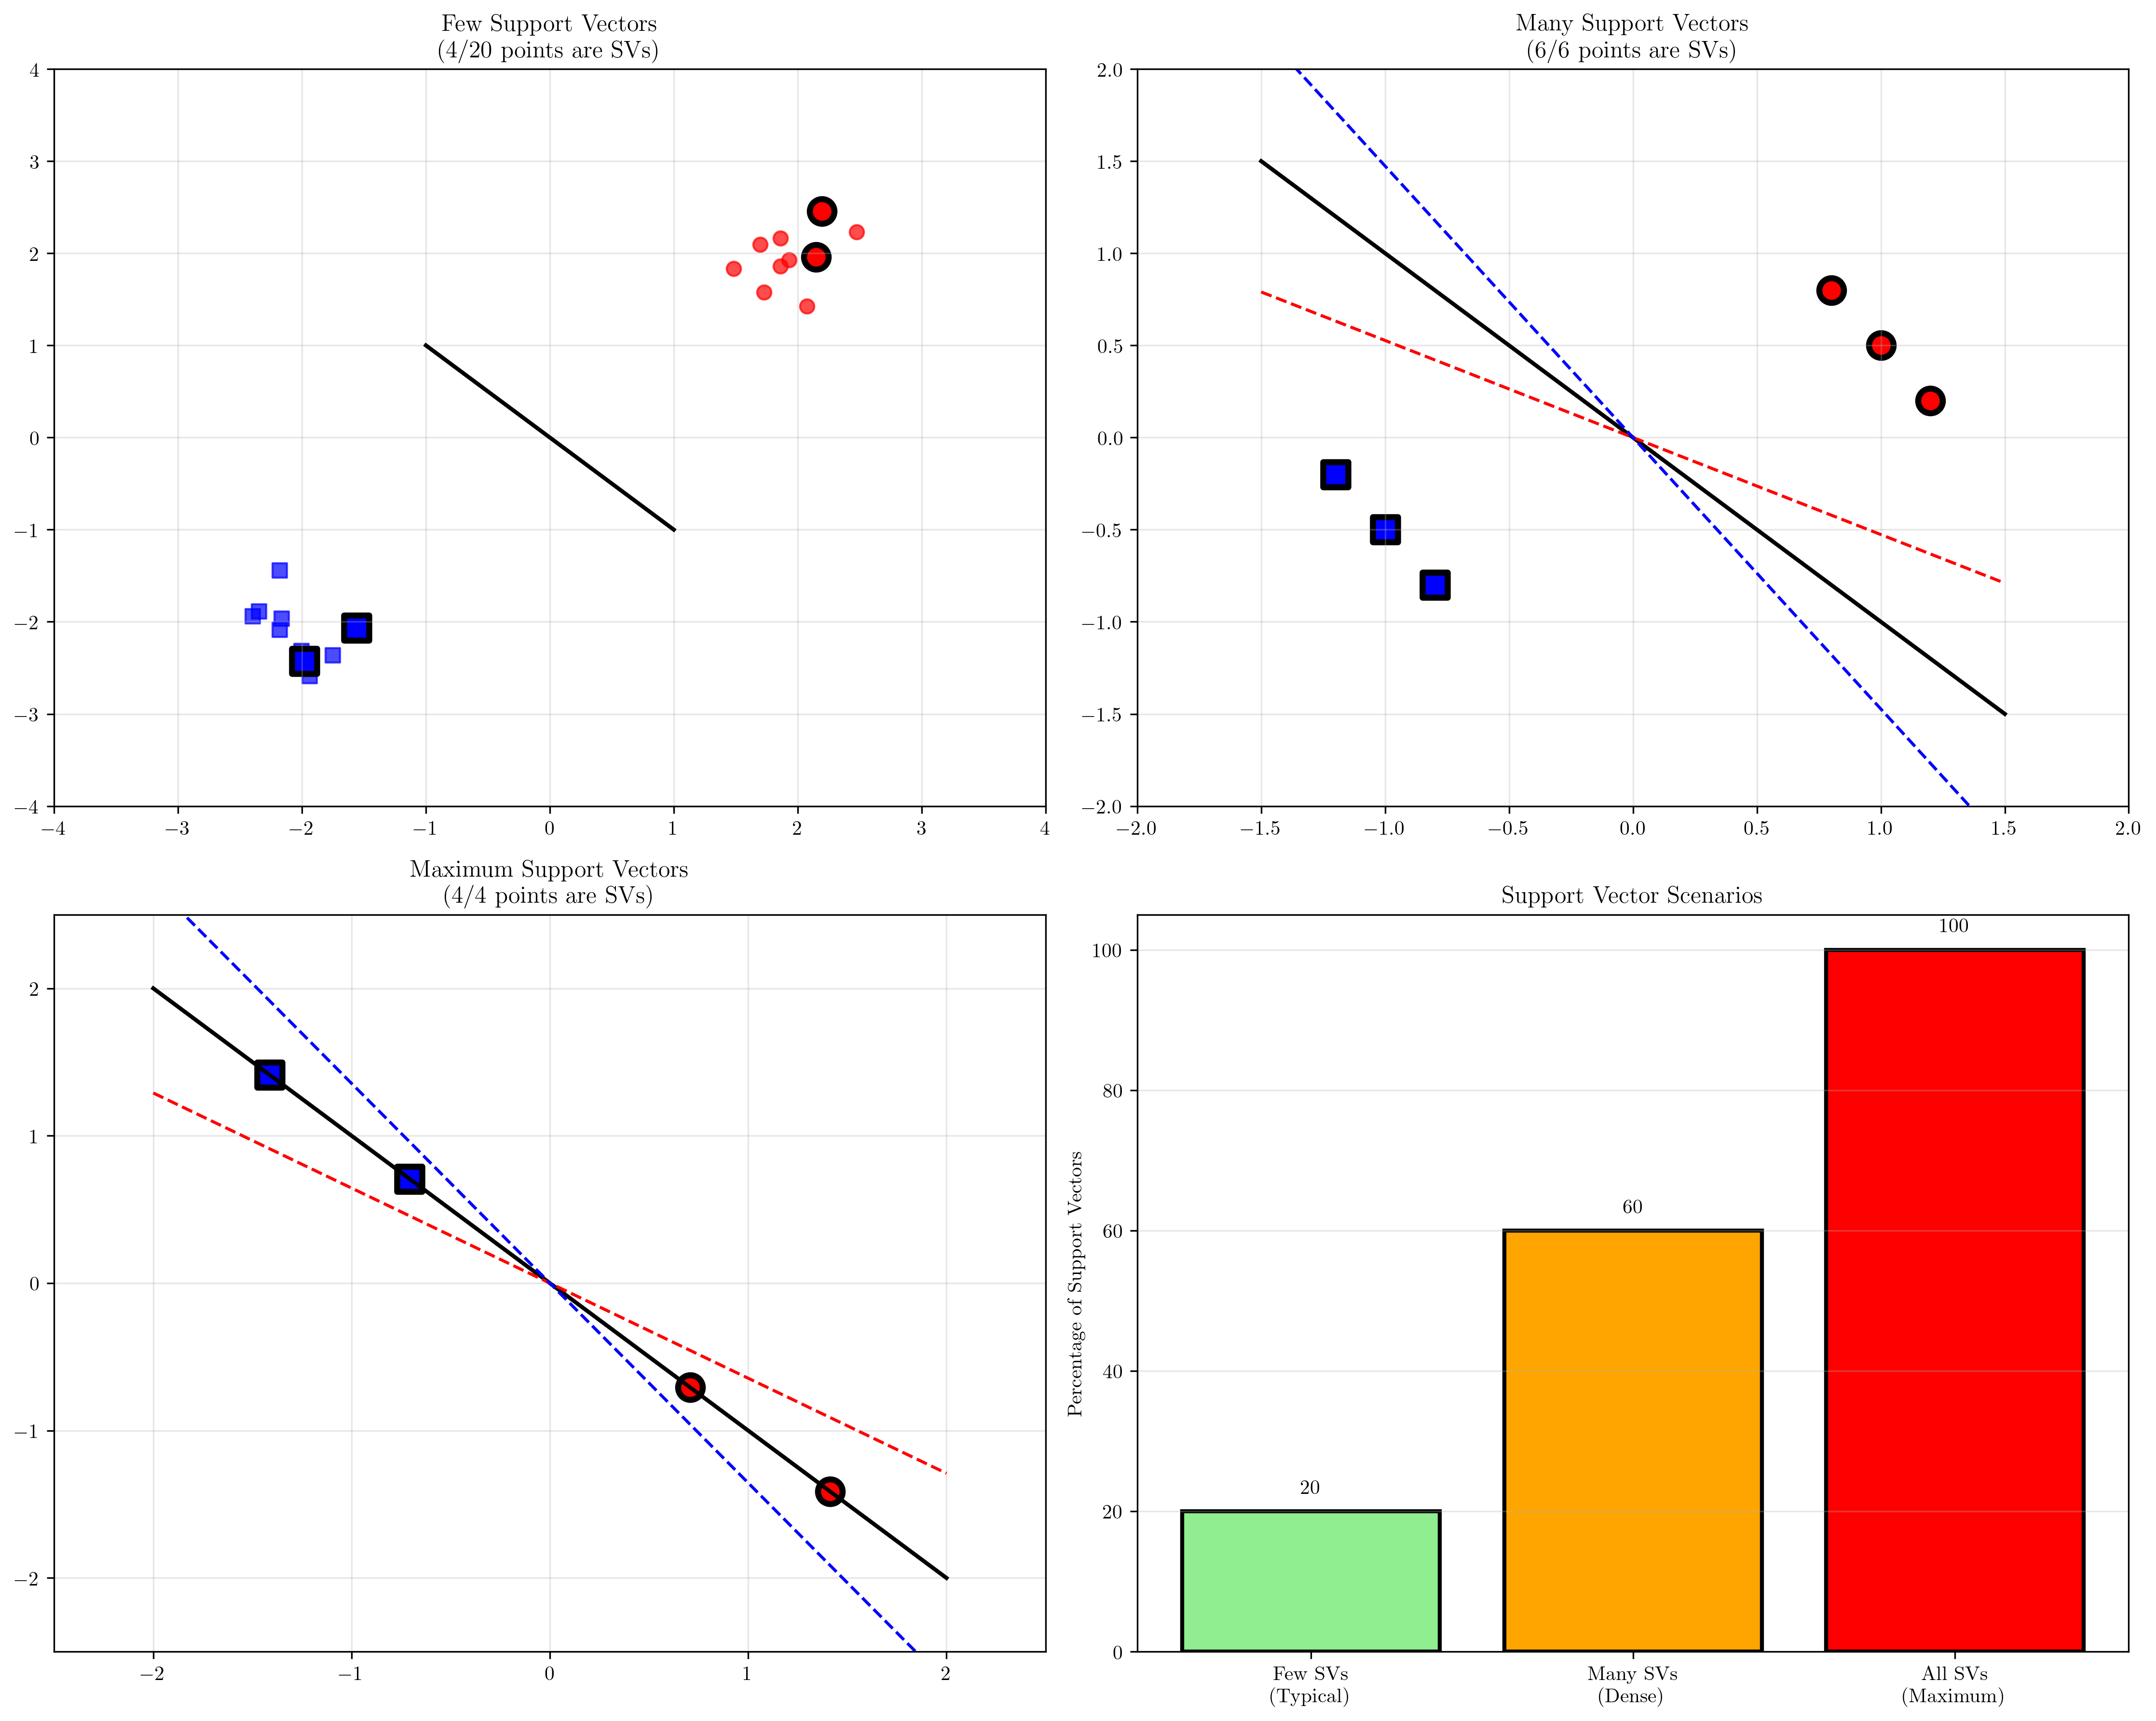 Few Support Vectors
(4/20 points are SVs)
4
3
2
1
0
−1
−2
−3
−4
−4 −3 −2 −1 0 1 2 3 4
Many Support Vectors
(6/6 points are SVs)
2.0
1.5
1.0
0.5
0.0
−0.5
−1.0
−1.5
−2.0
−2.0 −1.5 −1.0 −0.5 0.0 0.5 1.0 1.5 2.0
Maximum Support Vectors
(4/4 points are SVs)
2
1
0
−1
−2
−2 −1 0 1 2
Support Vector Scenarios
Percentage of Support Vectors
100
80
60
40
20
0
20
60
100
Few SVs
(Typical)
Many SVs
(Dense)
All SVs
(Maximum)